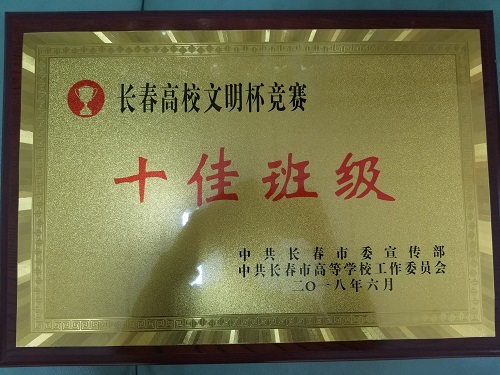 长春高校文明杯竞赛
十佳班级
中共长春市委宣传部
中共长春市高等学校工作委员会
二〇一八年六月